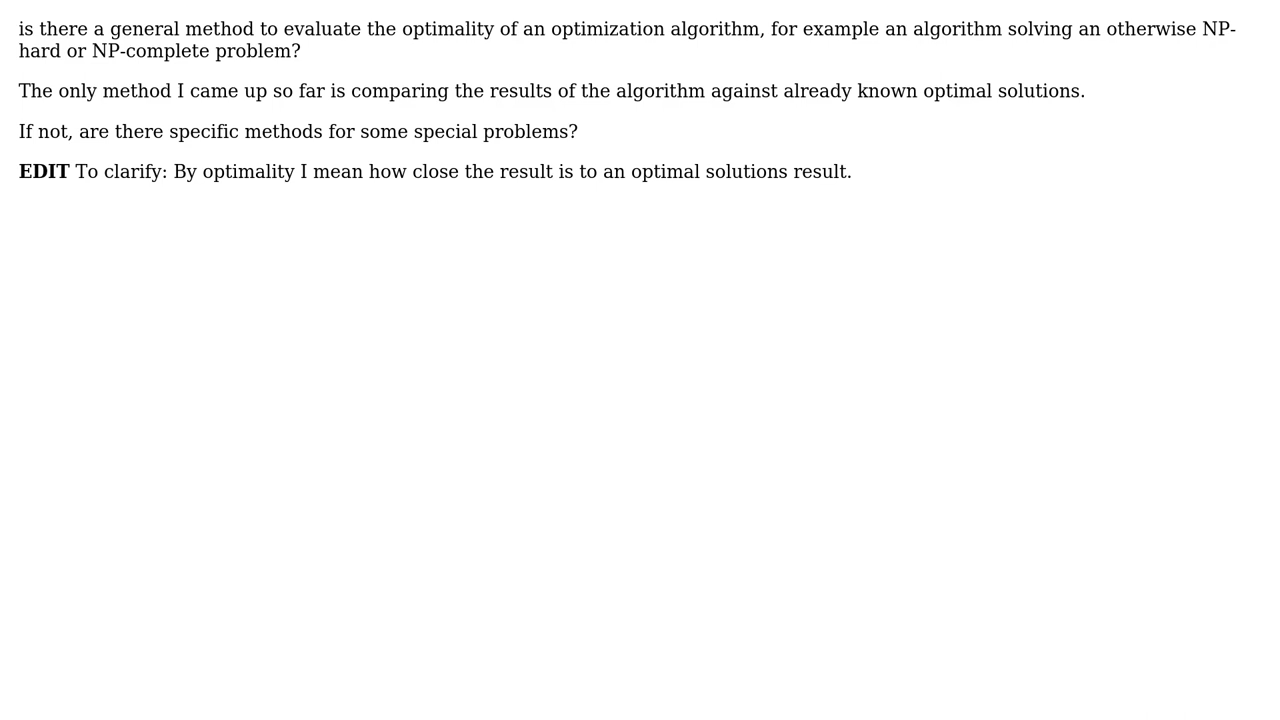 is there a general method to evaluate the optimality of an optimization algorithm, for example an algorithm solving an otherwise NP-
hard or NP-complete problem?
The only method I came up so far is comparing the results of the algorithm against already known optimal solutions.
If not, are there specific methods for some special problems?
EDIT To clarify: By optimality I mean how close the result is to an optimal solutions result.